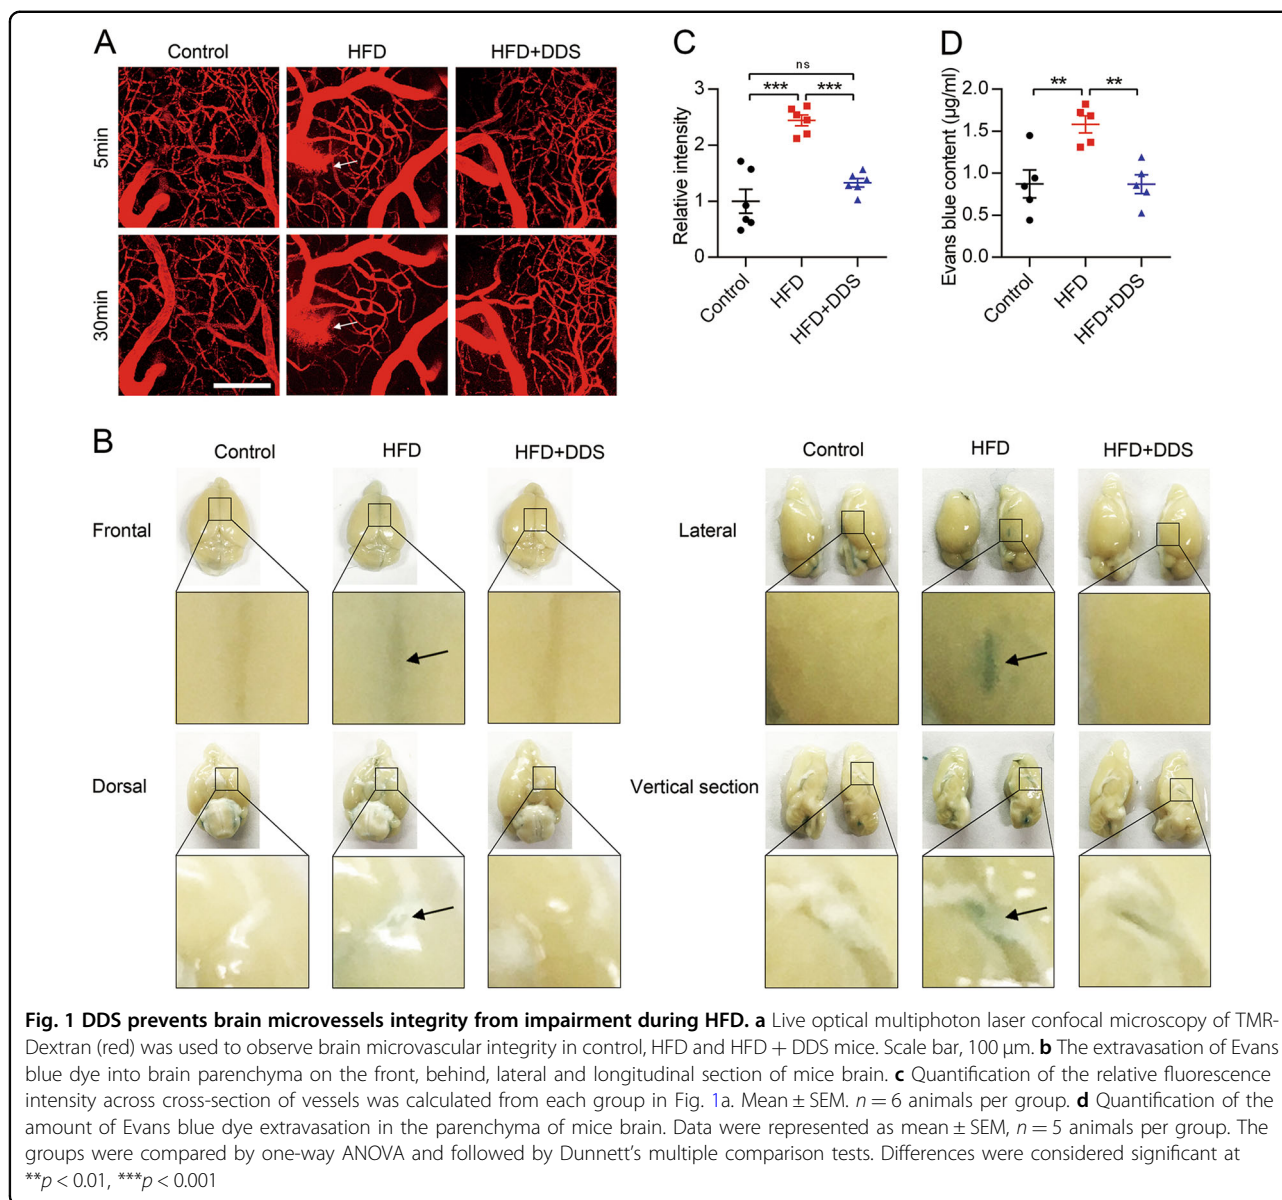 A
Control
HFD
HFD+DDS
5min
30min
C
Relative intensity
3
2
1
0
ns
***
***
Control
HFD
HFD+DDS
D
Evans blue content (μg/ml)
2.0
1.5
1.0
0.5
0.0
**
**
Control
HFD
HFD+DDS
B
Control
HFD
HFD+DDS
Frontal
Dorsal
Control
HFD
HFD+DDS
Lateral
Vertical section
Fig. 1 DDS prevents brain microvessels integrity from impairment during HFD. a Live optical multiphoton laser confocal microscopy of TMR-
Dextran (red) was used to observe brain microvascular integrity in control, HFD and HFD + DDS mice. Scale bar, 100 μm. b The extravasation of Evans
blue dye into brain parenchyma on the front, behind, lateral and longitudinal section of mice brain. c Quantification of the relative fluorescence
intensity across cross-section of vessels was calculated from each group in Fig. 1a. Mean ± SEM. n = 6 animals per group. d Quantification of the
amount of Evans blue dye extravasation in the parenchyma of mice brain. Data were represented as mean ± SEM, n = 5 animals per group. The
groups were compared by one-way ANOVA and followed by Dunnett's multiple comparison tests. Differences were considered significant at
**p < 0.01, ***p < 0.001